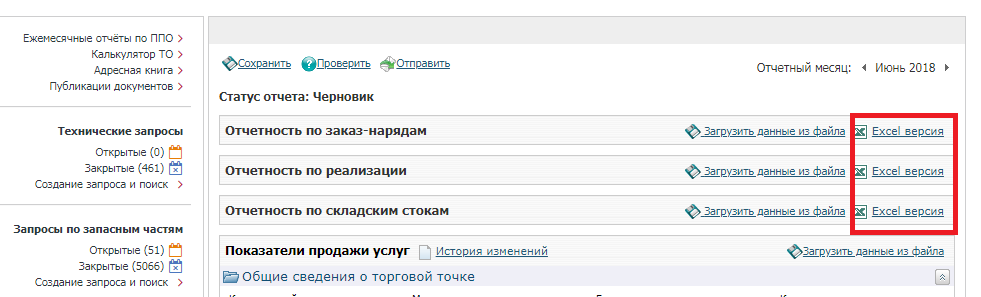 Ежемесячные отчёты по ППО
Калькулятор ТО
Адресная книга
Публикации документов
Технические запросы
Открытые (0)
Закрытые (461)
Создание запроса и поиск
Запросы по запасным частям
Открытые (51)
Закрытые (5066)
Создание запроса и поиск
Сохранить Проверить Отправить
Отчетный месяц: Июнь 2018
Статус отчета: Черновик
Отчетность по заказ-нарядам Загрузить данные из файла Excel версия
Отчетность по реализации Загрузить данные из файла Excel версия
Отчетность по складским стокам Загрузить данные из файла Excel версия
Показатели продажи услуг История изменений Загрузить данные из файла
Общие сведения о торговой точке